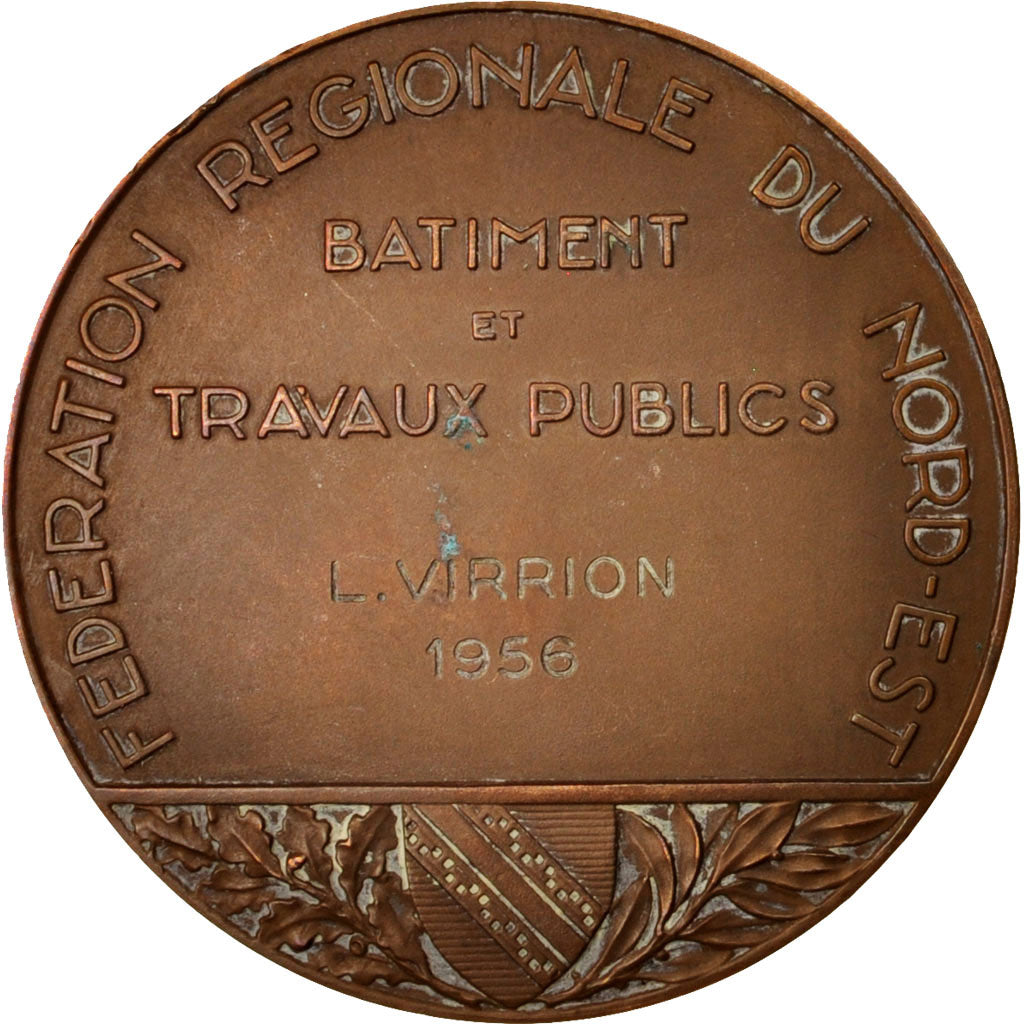 FEDERATION REGIONALE DU NORD-EST
BATIMENT
ET
TRAVAUX PUBLICS
L. VIRRION
1956